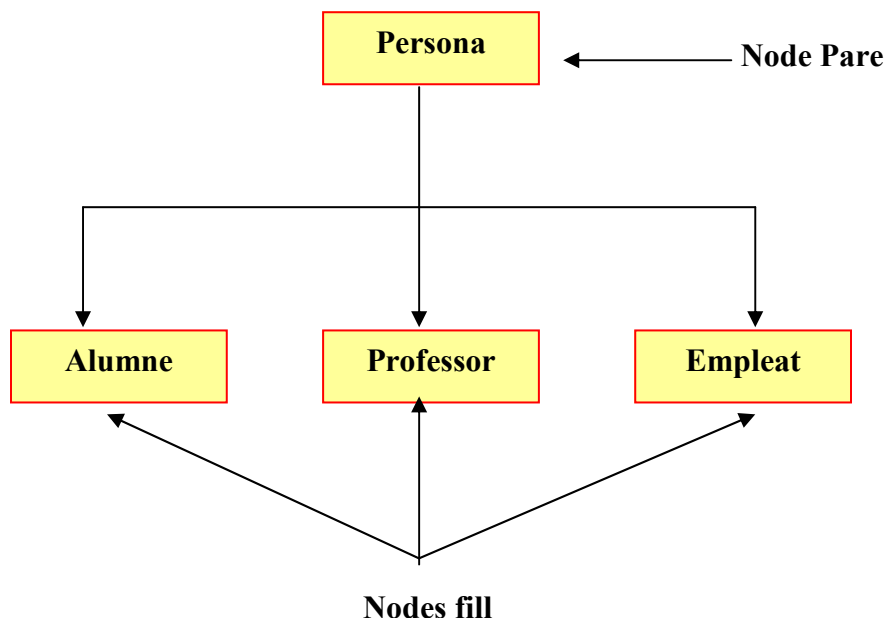 Persona
Node Pare
Alumne
Professor
Empleat
Nodes fill